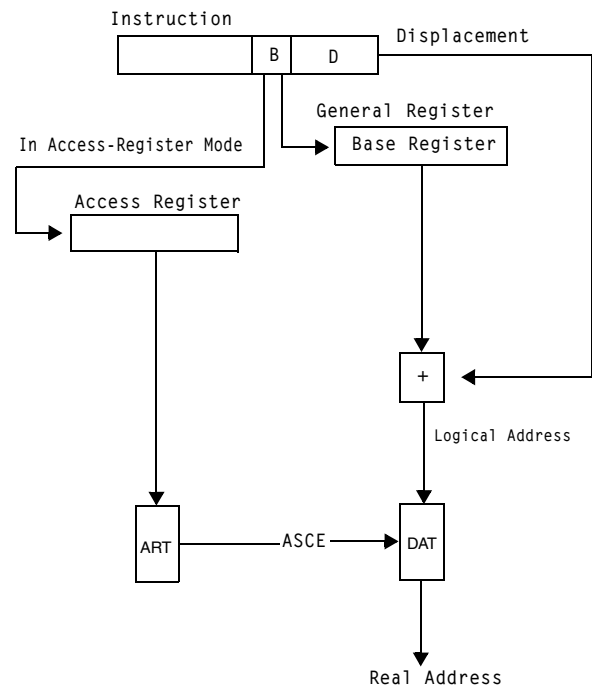 Instruction
Displacement
B
D
General Register
Base Register
In Access-Register Mode
Access Register
+
Logical Address
ART
ASCE
DAT
Real Address